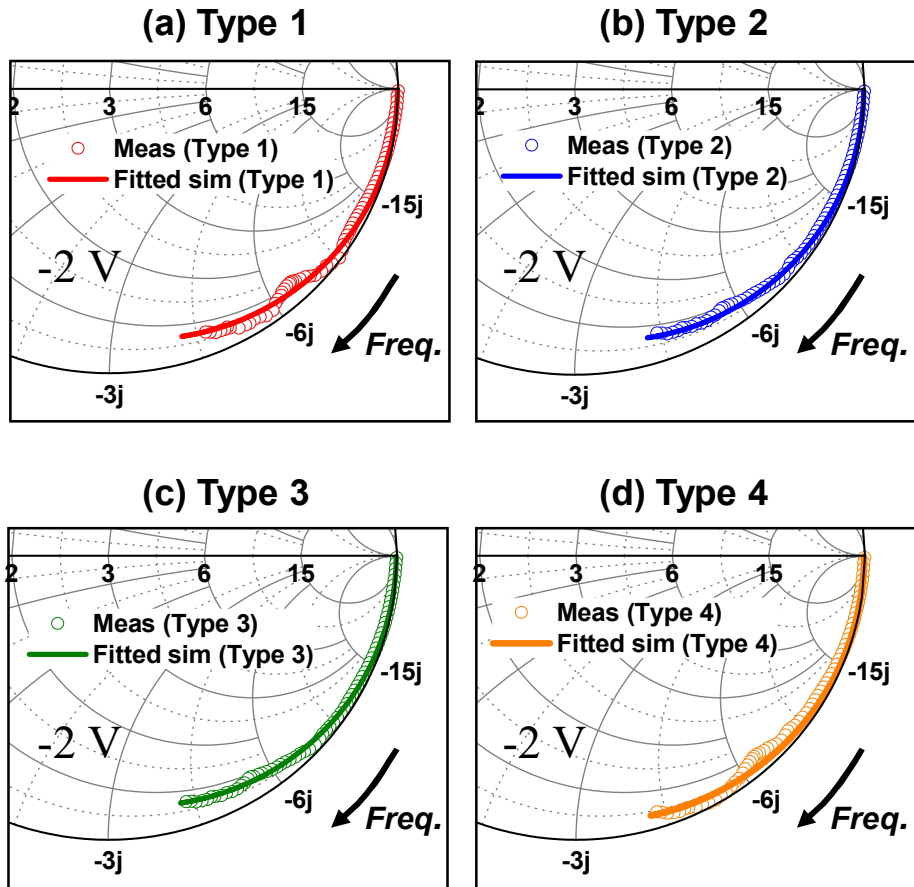 (a) Type 1
2 3 6 15
Meas (Type 1)
Fitted sim (Type 1)
-15j
-2 V
-6j
Freq.
-3j
(b) Type 2
2 3 6 15
Meas (Type 2)
Fitted sim (Type 2)
-15j
-2 V
-6j
Freq.
-3j
(c) Type 3
2 3 6 15
Meas (Type 3)
Fitted sim (Type 3)
-15j
-2 V
-6j
Freq.
-3j
(d) Type 4
2 3 6 15
Meas (Type 4)
Fitted sim (Type 4)
-15j
-2 V
-6j
Freq.
-3j